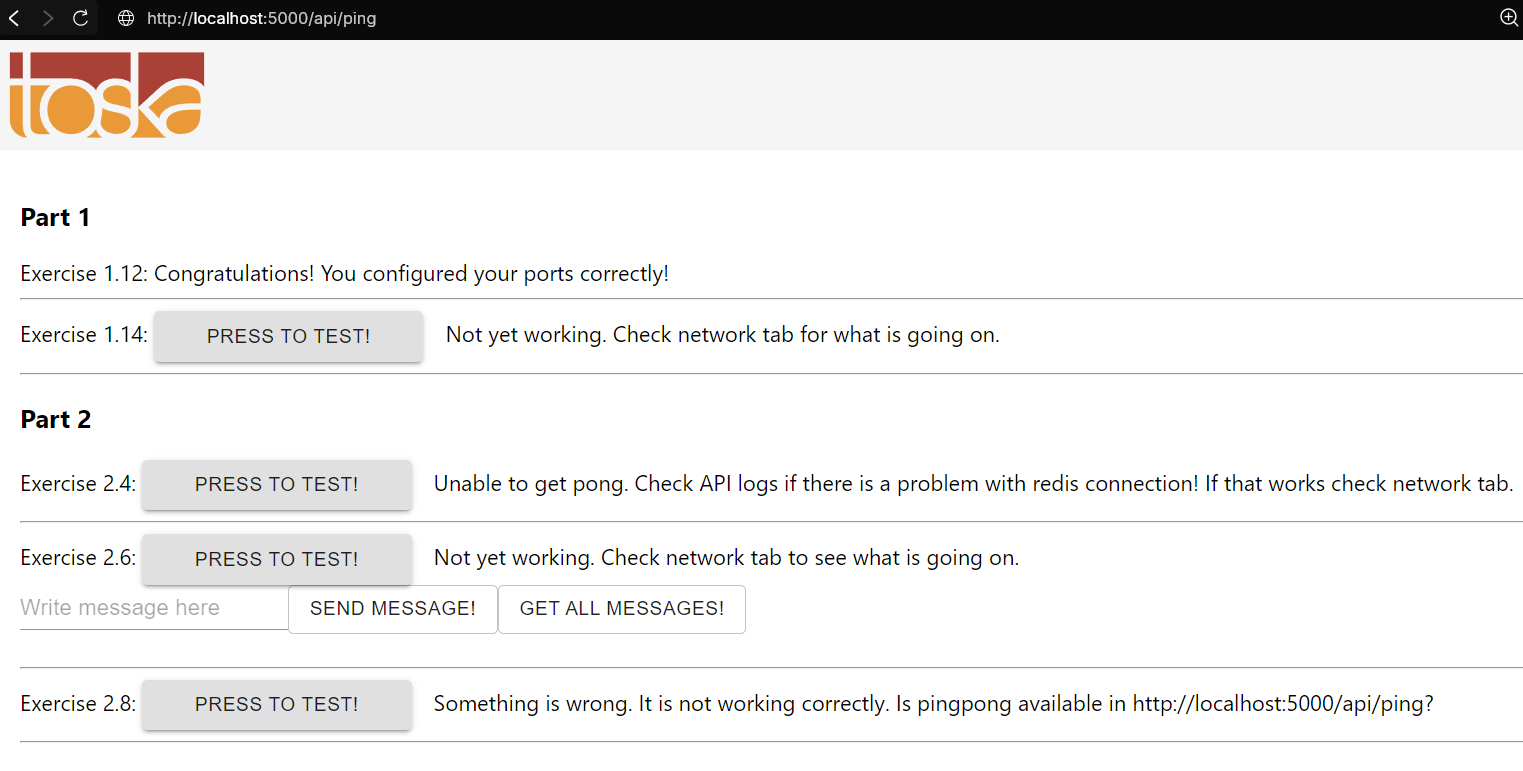 http://localhost:5000/api/ping
toska
Part 1
Exercise 1.12: Congratulations! You configured your ports correctly!
Exercise 1.14: PRESS TO TEST! Not yet working. Check network tab for what is going on.
Part 2
Exercise 2.4: PRESS TO TEST! Unable to get pong. Check API logs if there is a problem with redis connection! If that works check network tab.
Exercise 2.6: PRESS TO TEST! Not yet working. Check network tab to see what is going on.
Write message here SEND MESSAGE! GET ALL MESSAGES!
Exercise 2.8: PRESS TO TEST! Something is wrong. It is not working correctly. Is pingpong available in http://localhost:5000/api/ping?